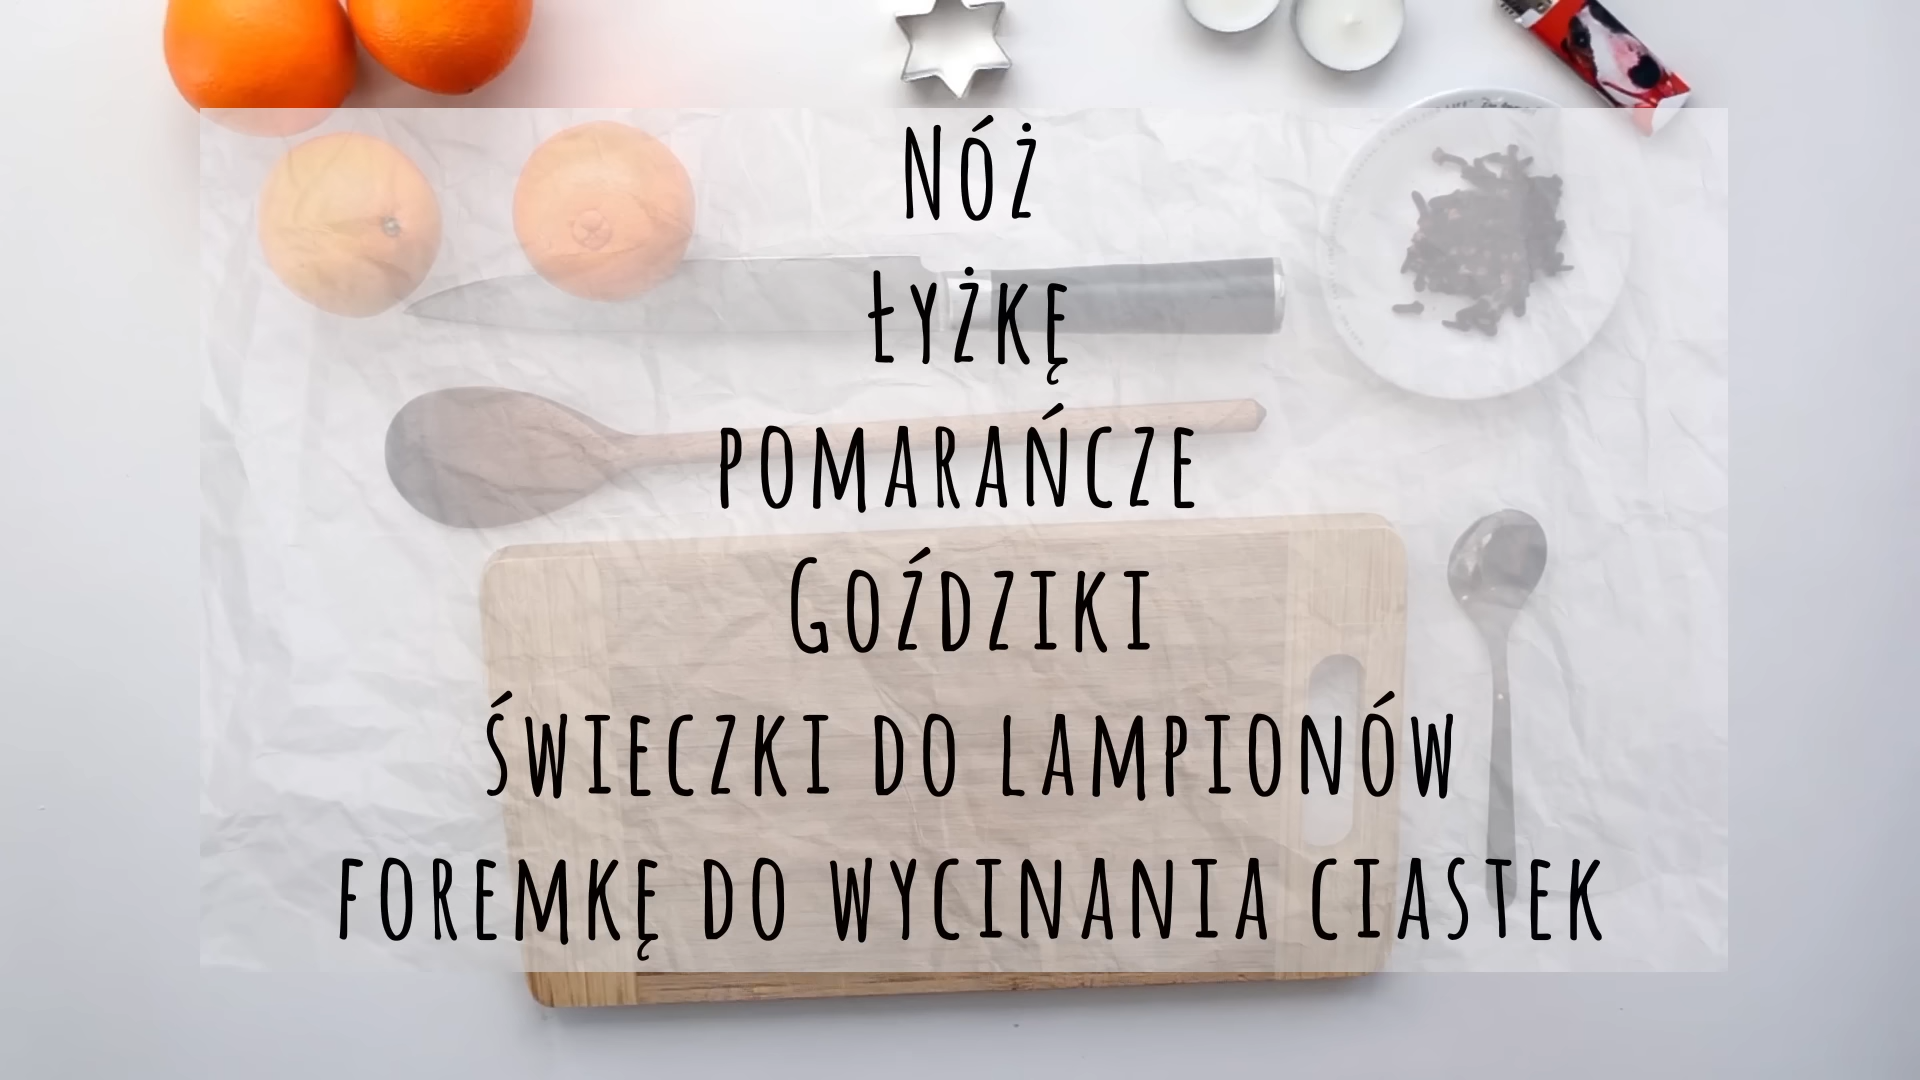 Nóż
Łyżkę
pomarańcze
Goździki
świeczki do lampionów
foremkę do wycinania ciastek